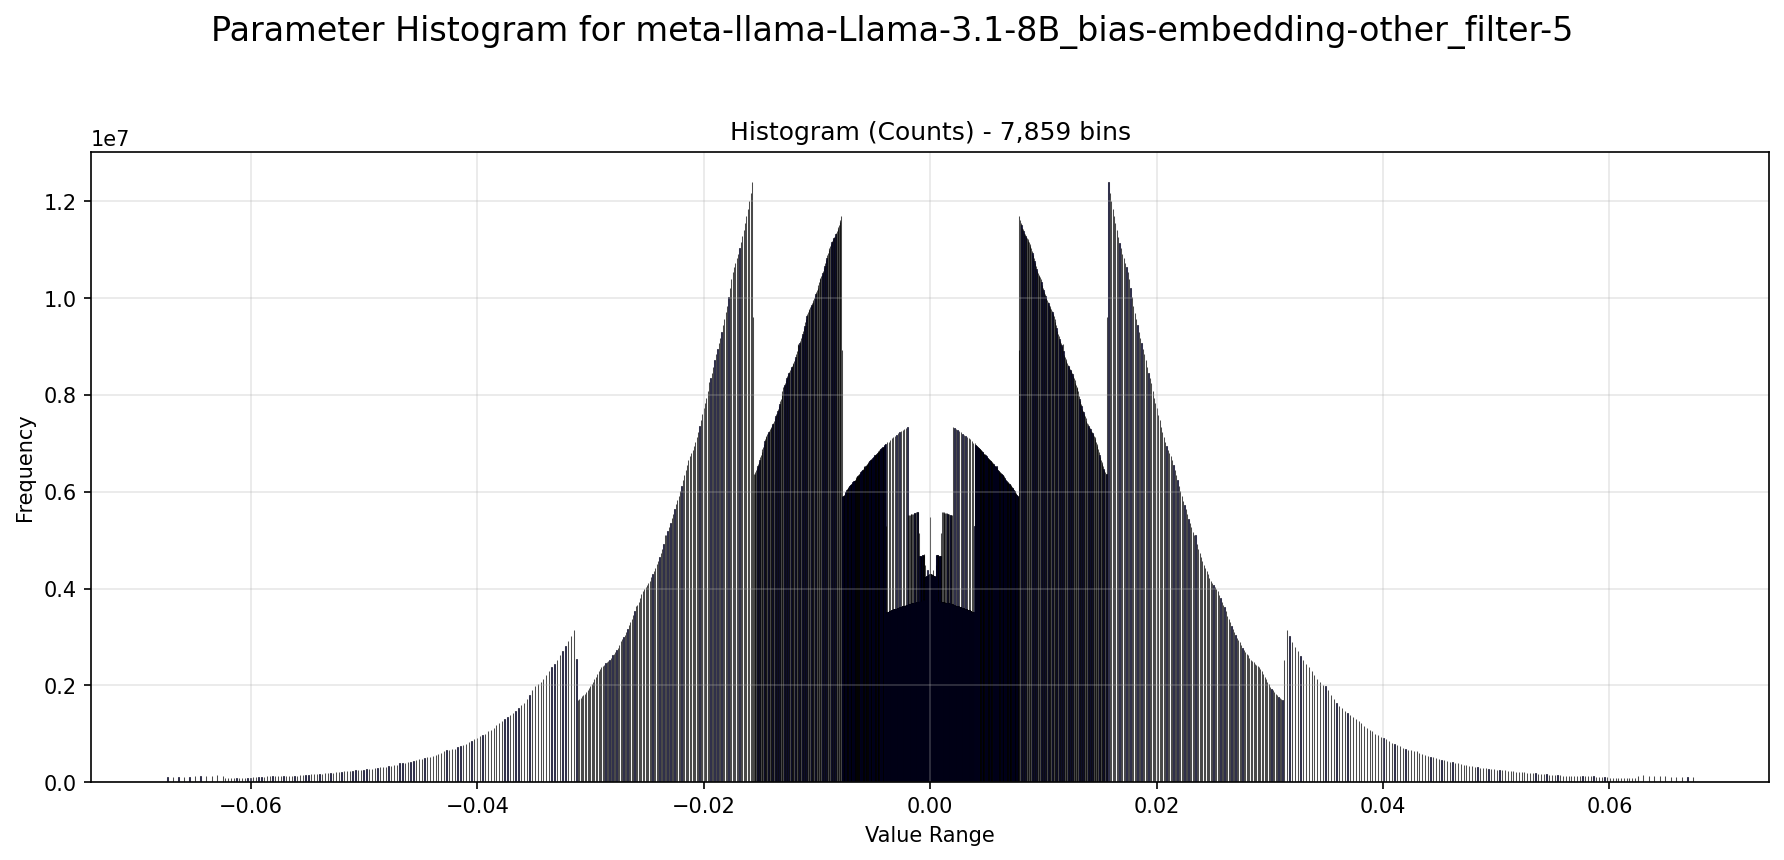 Parameter Histogram for meta-llama-Llama-3.1-8B_bias-embedding-other_filter-5
Histogram (Counts) - 7,859 bins
1e7
1.2
1.0
0.8
0.6
0.4
0.2
0.0
Frequency
−0.06
−0.04
−0.02
0.00
0.02
0.04
0.06
Value Range